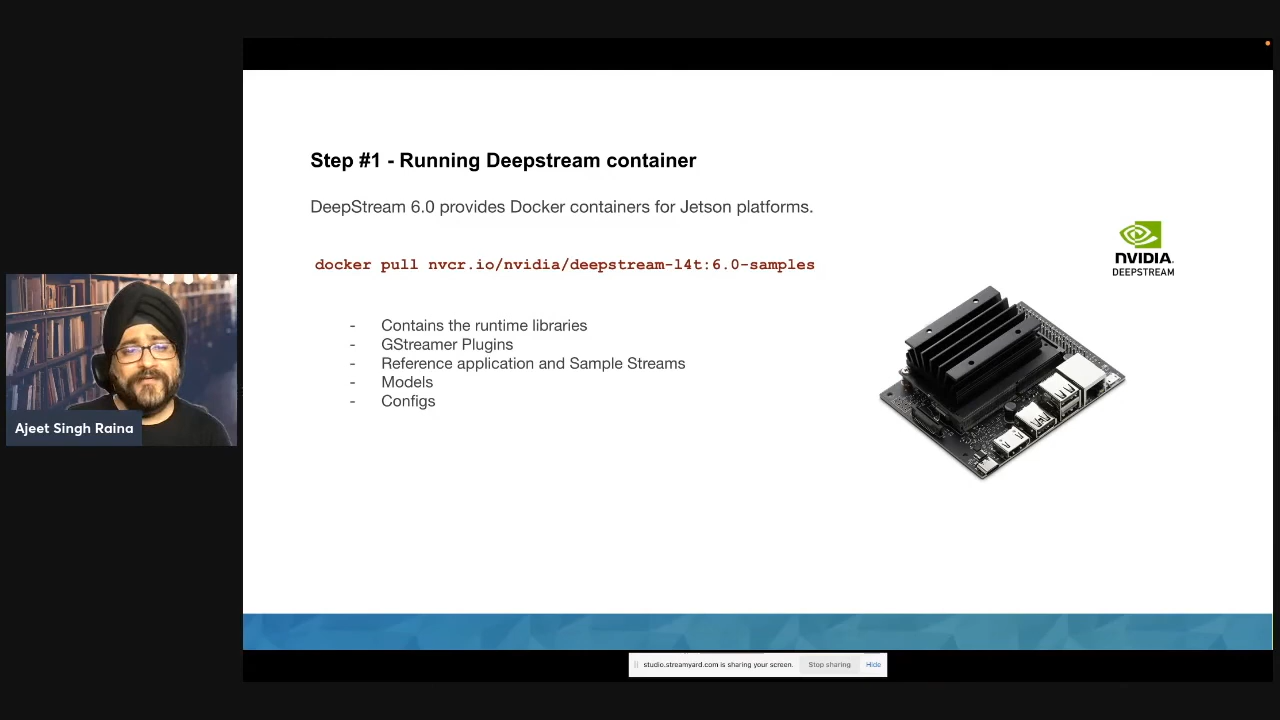 Step #1 - Running Deepstream container
DeepStream 6.0 provides Docker containers for Jetson platforms.
docker pull nvcr.io/nvidia/deepstream-l4t:6.0-samples
- Contains the runtime libraries
- GStreamer Plugins
- Reference application and Sample Streams
- Models
- Configs
NVIDIA.
DEEPSTREAM
Ajeet Singh Raina
studio.streamyard.com is sharing your screen. Stop sharing Hide